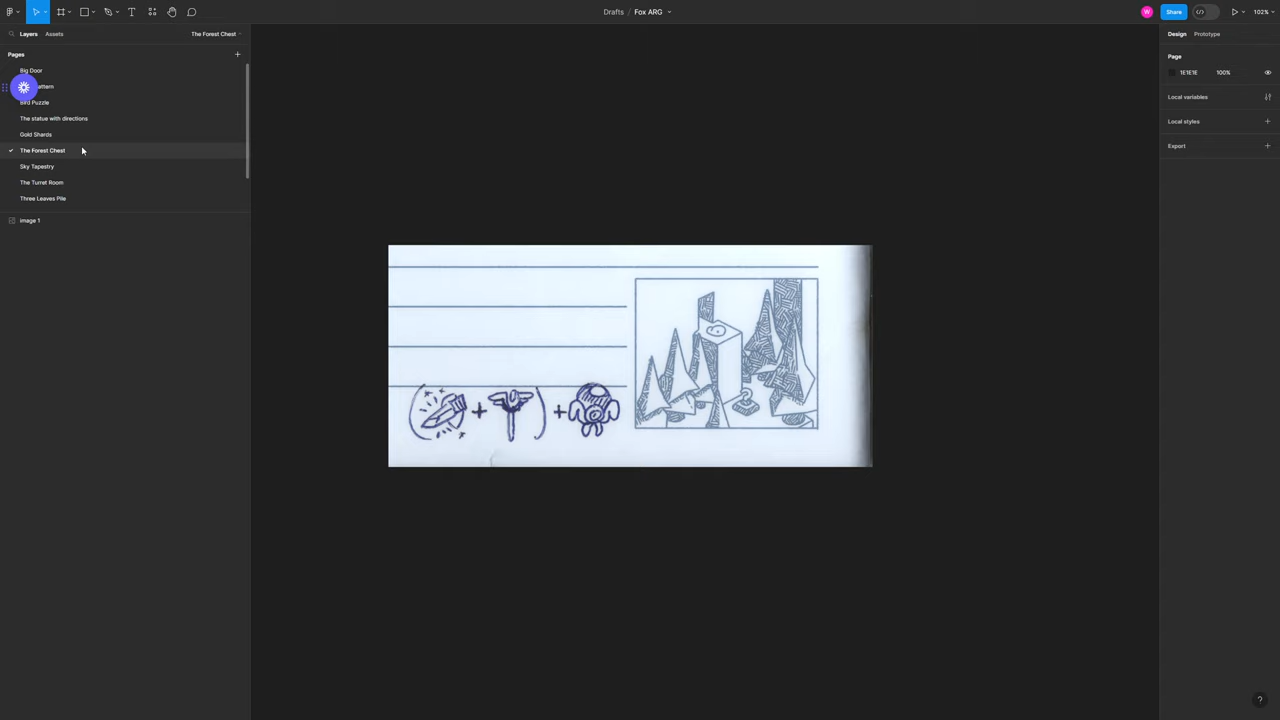 Drafts / Fox ARG
W
Share
102%
Layers
Assets
The Forest Chest
Design
Prototype
Pages
Page
Big Door
attern
1E1E1E
100%
Bird Puzzle
Local variables
The statue with directions
Local styles
Gold Shards
The Forest Chest
Export
Sky Tapestry
The Turret Room
Three Leaves Pile
image 1
+
+
?
?